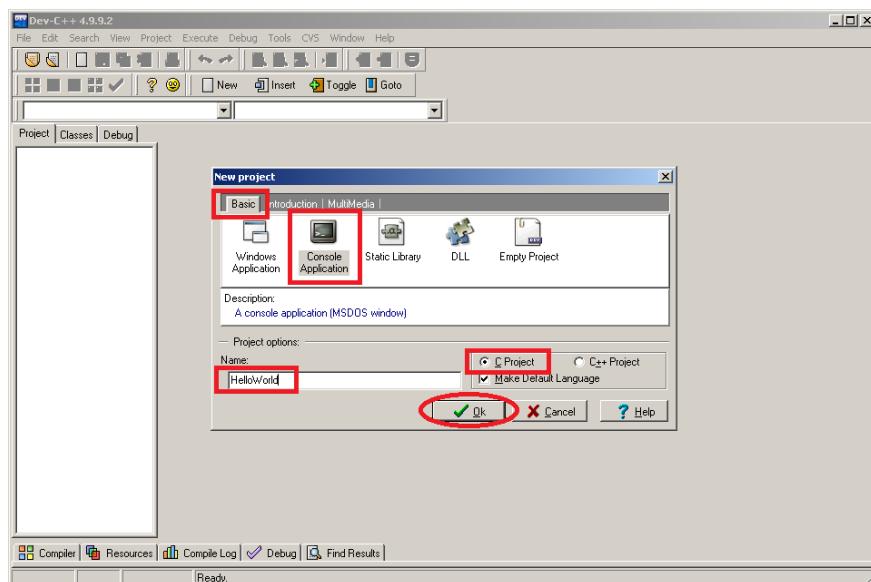 Dev-C++ 4.9.9.2
File Edit Search View Project Execute Debug Tools CVS Window Help
New Insert Toggle Goto
Project Classes Debug
New project
Basic Introduction MultiMedia
Windows Application
Console Application
Static Library
DLL
Empty Project
Description:
A console application (MSDOS window)
Project options:
Name:
C Project C++ Project
HelloWorld
Make Default Language
Ok Cancel Help
Compiler Resources Compile Log Debug Find Results
Ready.